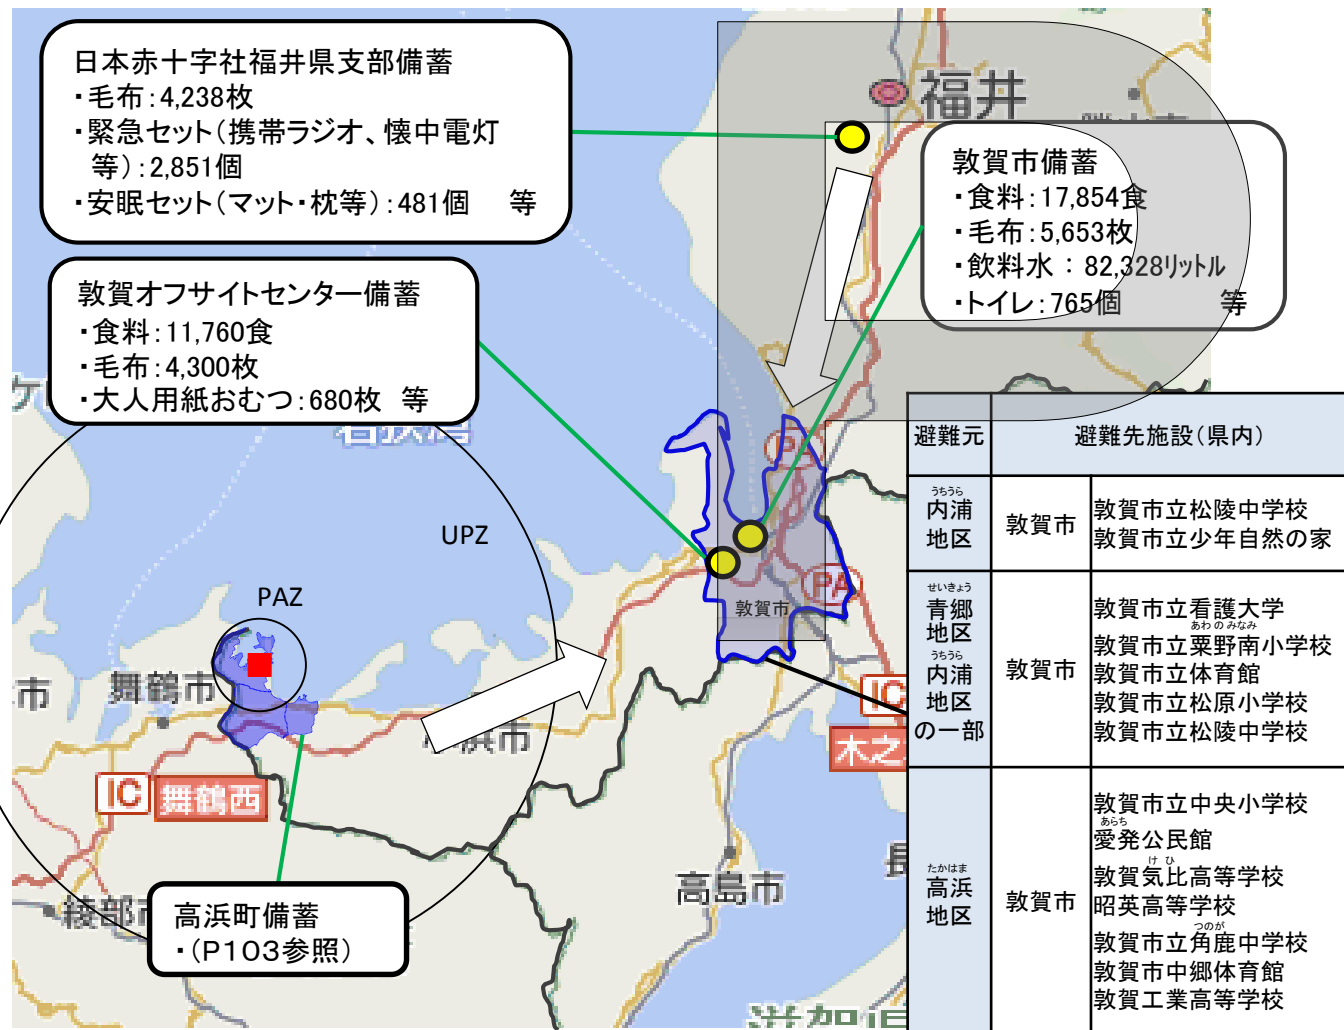 日本赤十字社福井県支部備蓄
・毛布：4,238枚
・緊急セット（携帯ラジオ、懐中電灯
等）：2,851個
・安眠セット（マット・枕等）：481個　等
敦賀オフサイトセンター備蓄
・食料：11,760食
・毛布：4,300枚
・大人用紙おむつ：680枚　等
福井
敦賀市備蓄
・食料：17,854食
・毛布：5,653枚
・飲料水：82,328リットル
・トイレ：765個　等
UPZ
PAZ
PA
PA
敦賀市
舞鶴市
市
小浜市
IC
舞鶴西
IC
木之
綾部
高島市
長
滋賀県
高浜町備蓄
・（P103参照）
避難元
避難先施設（県内）
うちうら
内浦
地区
敦賀市
敦賀市立松陵中学校
敦賀市立少年自然の家
せいきょう
青郷
地区
うちうら
内浦
地区
の一部
敦賀市
敦賀市立看護大学
あわのみなみ
敦賀市立粟野南小学校
敦賀市立体育館
敦賀市立松原小学校
敦賀市立松陵中学校
たかはま
高浜
地区
敦賀市
敦賀市立中央小学校
あらち
愛発公民館
けひ
敦賀気比高等学校
昭英高等学校
つのが
敦賀市立角鹿中学校
敦賀市中郷体育館
敦賀工業高等学校